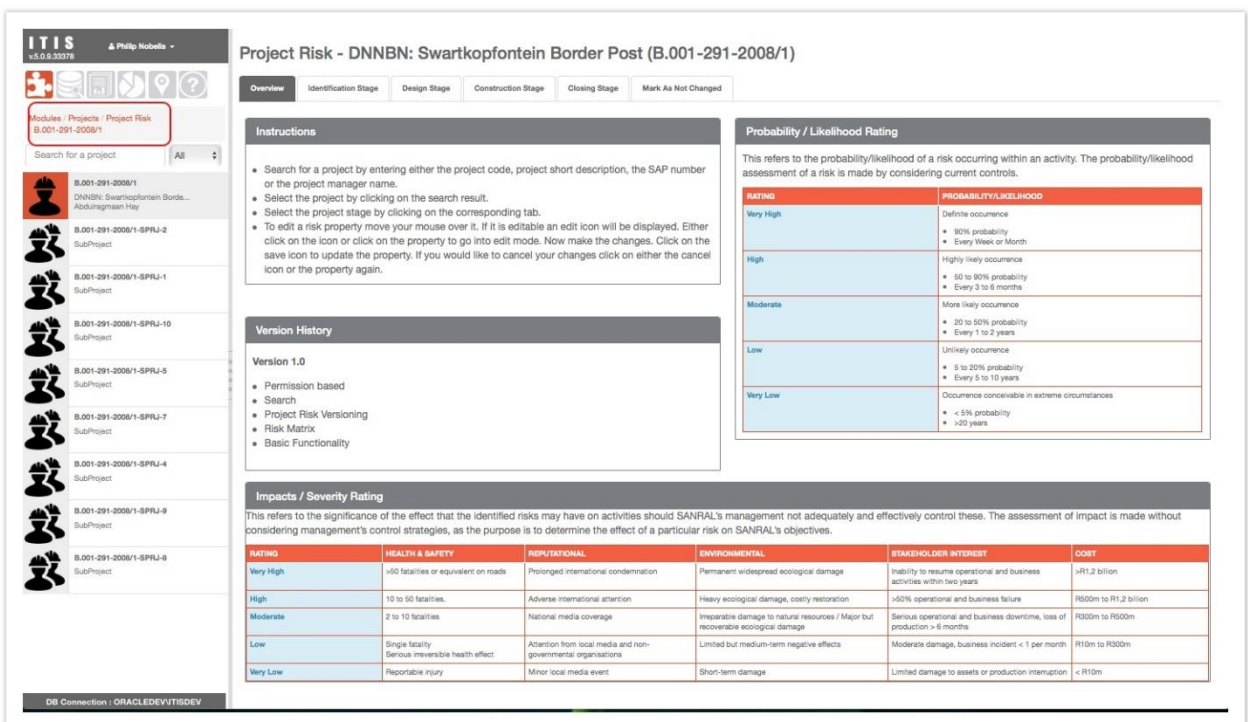 ITIS
v.5.0.9.33378
Philip Nobelis
Modules / Projects / Project Risk
B.001-291-2008/1
Search for a project
All
B.001-291-2008/1
DNNBN: Swartkopfontein Borde...
Abdulragmaan Hay
B.001-291-2008/1-SPRJ-2
SubProject
B.001-291-2008/1-SPRJ-1
SubProject
B.001-291-2008/1-SPRJ-10
SubProject
B.001-291-2008/1-SPRJ-5
SubProject
B.001-291-2008/1-SPRJ-7
SubProject
B.001-291-2008/1-SPRJ-4
SubProject
B.001-291-2008/1-SPRJ-9
SubProject
B.001-291-2008/1-SPRJ-8
SubProject
DB Connection : ORACLEDEV\ITISDEV
Project Risk - DNNBN: Swartkopfontein Border Post (B.001-291-2008/1)
Overview Identification Stage Design Stage Construction Stage Closing Stage Mark As Not Changed
Instructions
Search for a project by entering either the project code, project short description, the SAP number
or the project manager name.
Select the project by clicking on the search result.
Select the project stage by clicking on the corresponding tab.
To edit a risk property move your mouse over it. If it is editable an edit icon will be displayed. Either
click on the icon or click on the property to go into edit mode. Now make the changes. Click on the
save icon to update the property. If you would like to cancel your changes click on either the cancel
icon or the property again.
Version History
Version 1.0
Permission based
Search
Project Risk Versioning
Risk Matrix
Basic Functionality
Probability / Likelihood Rating
This refers to the probability/likelihood of a risk occurring within an activity. The probability/likelihood
assessment of a risk is made by considering current controls.
RATING PROBABILITY/LIKELIHOOD
Very High Definite occurrence
90% probability
Every Week or Month
High Highly likely occurrence
50 to 90% probability
Every 3 to 6 months
Moderate More likely occurrence
20 to 50% probability
Every 1 to 2 years
Low Unlikely occurrence
5 to 20% probability
Every 5 to 10 years
Very Low Occurrence conceivable in extreme circumstances
< 5% probability
>20 years
Impacts / Severity Rating
This refers to the significance of the effect that the identified risks may have on activities should SANRAL's management not adequately and effectively control these. The assessment of impact is made without
considering management's control strategies, as the purpose is to determine the effect of a particular risk on SANRAL's objectives.
RATING HEALTH & SAFETY REPUTATIONAL ENVIRONMENTAL STAKEHOLDER INTEREST COST
Very High >50 fatalities or equivalent on roads Prolonged international condemnation Permanent widespread ecological damage Inability to resume operational and business >R1,2 billion
activities within two years
High 10 to 50 fatalities. Adverse international attention Heavy ecological damage, costly restoration >50% operational and business failure R500m to R1,2 billion
Moderate 2 to 10 fatalities National media coverage Irreparable damage to natural resources / Major but Serious operational and business downtime, loss of R300m to R500m
recoverable ecological damage production > 6 months
Low Single fatality Attention from local media and non- Limited but medium-term negative effects Moderate damage, business incident < 1 per month R10m to R300m
Serious irreversible health effect governmental organisations
Very Low Reportable injury Minor local media event Short-term damage Limited damage to assets or production interruption < R10m